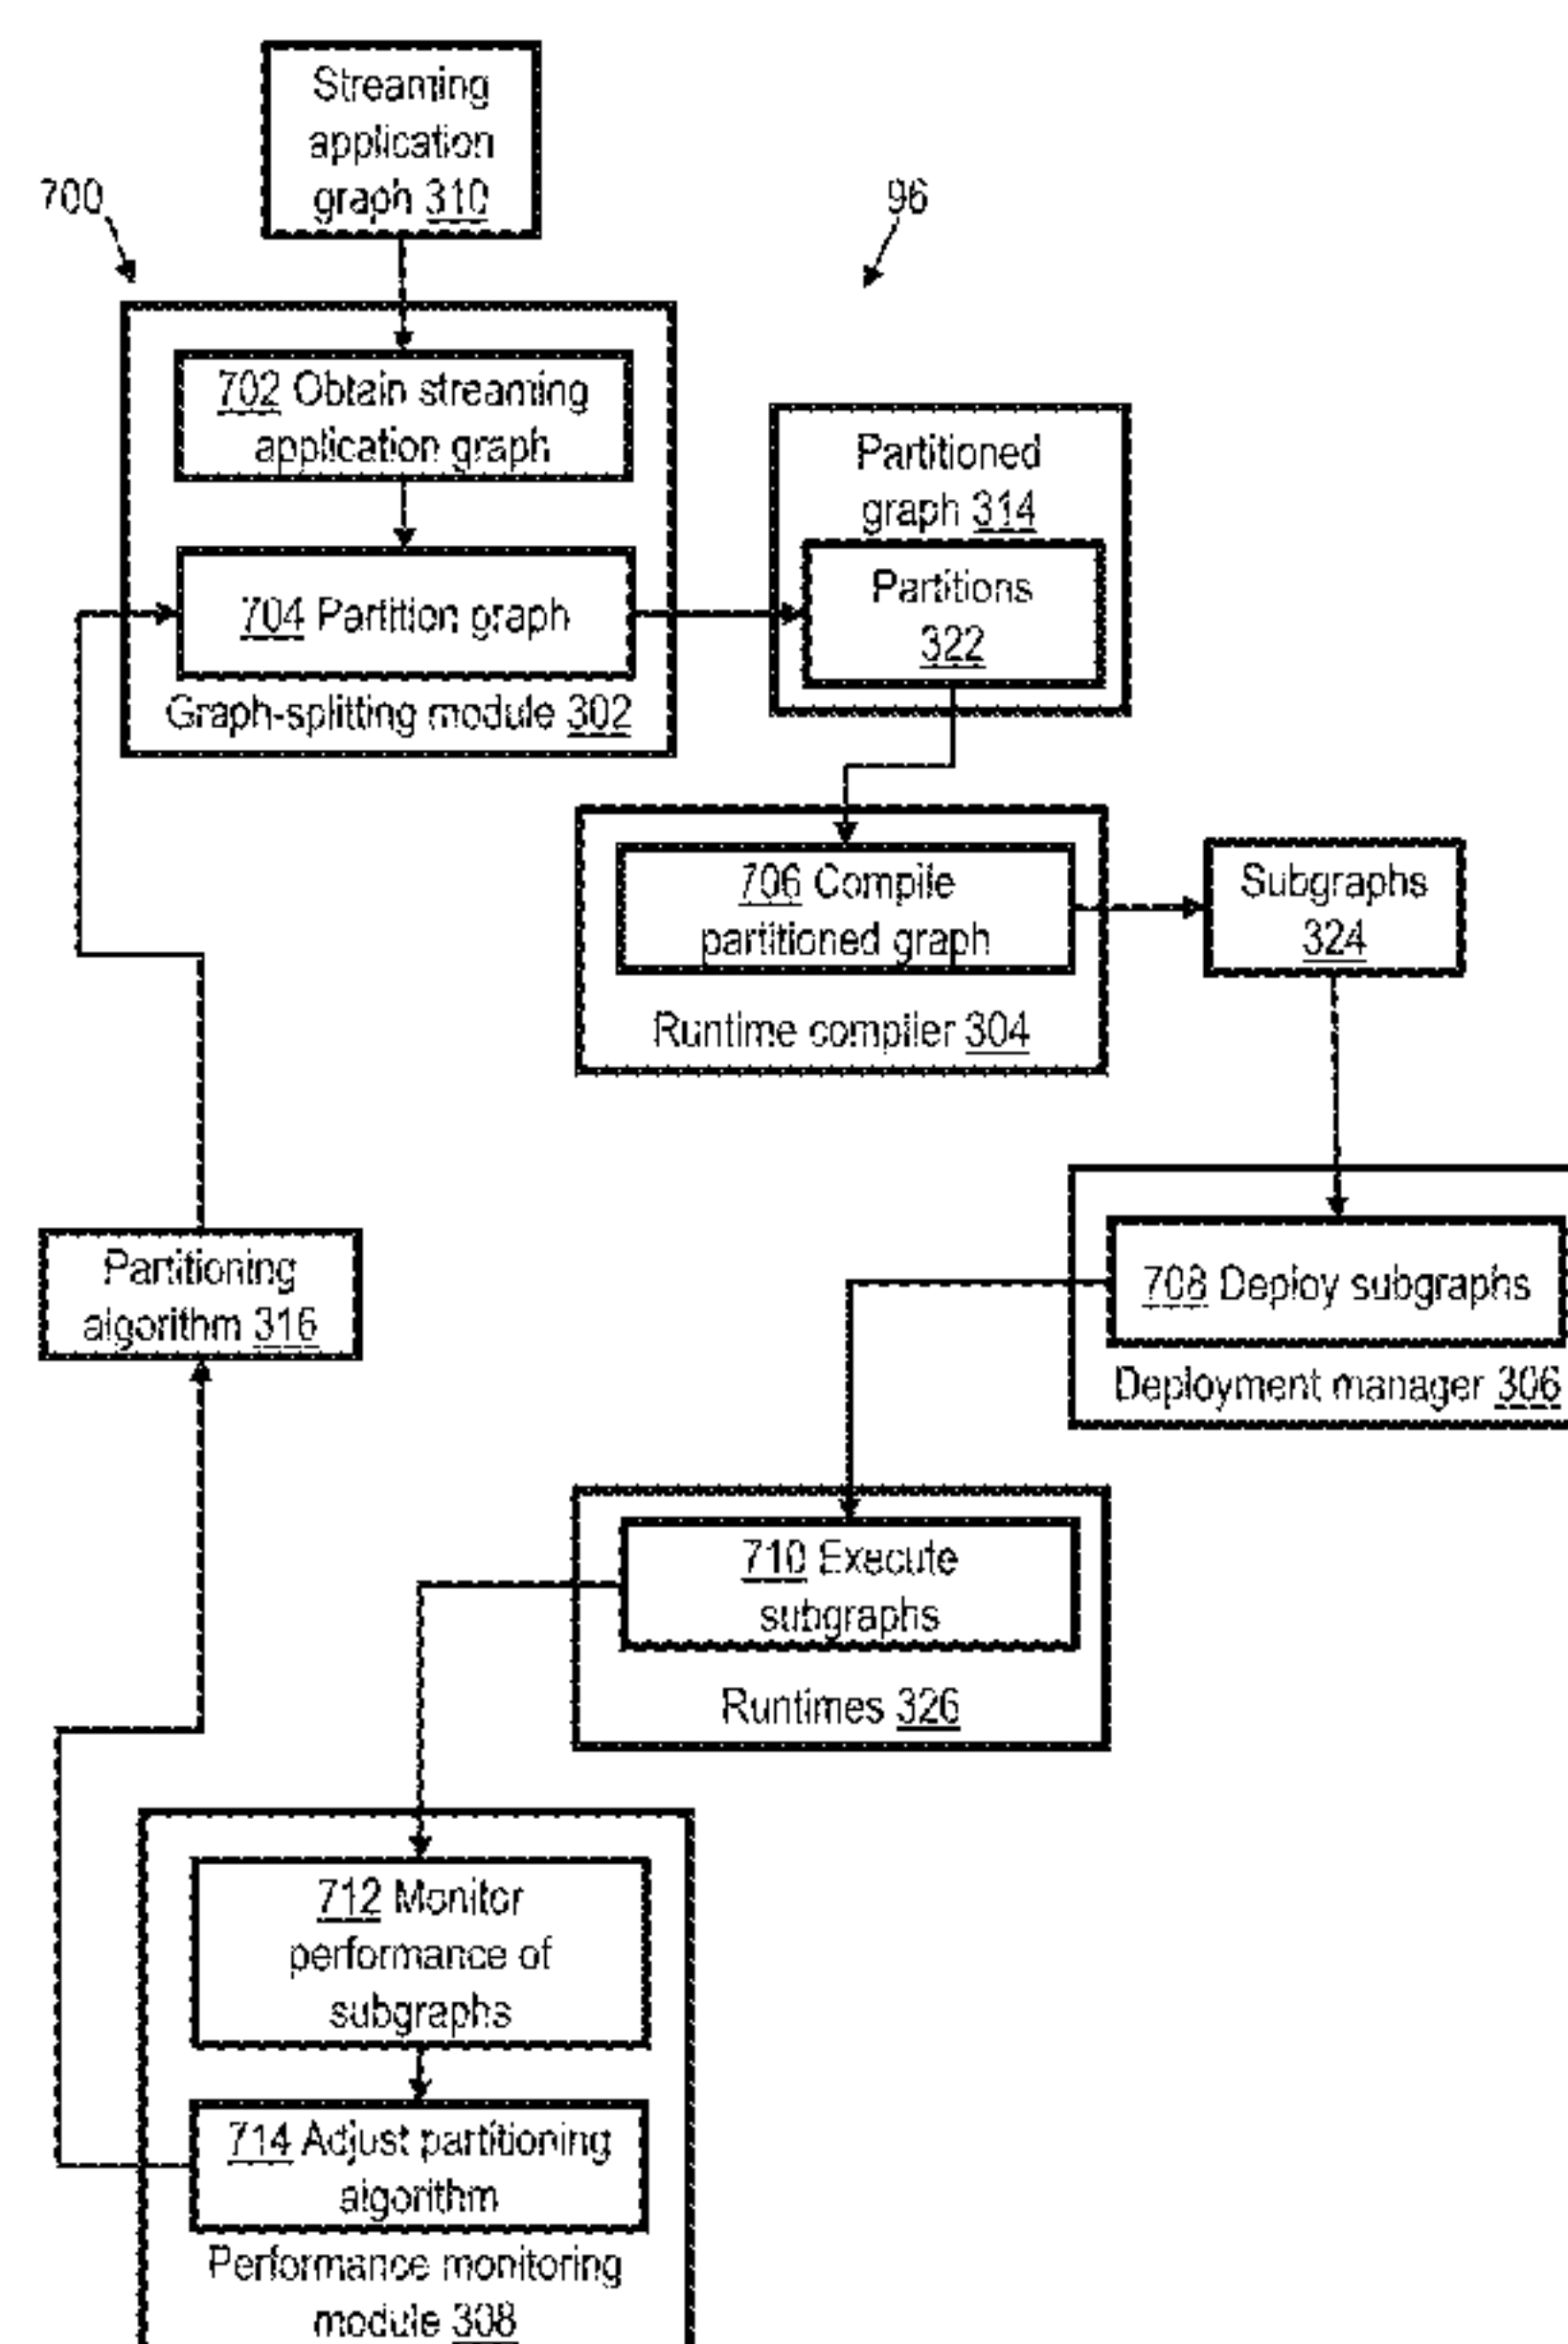 Streaming
application
graph 310
700
96
702 Obtain streaming
application graph
704 Partition graph
Graph-splitting module 302
Partitioned
graph 314
Partitions
322
706 Compile
partitioned graph
Runtime compiler 304
Subgraphs
324
Partitioning
algorithm 316
708 Deploy subgraphs
Deployment manager 306
710 Execute
subgraphs
Runtimes 326
712 Monitor
performance of
subgraphs
714 Adjust partitioning
algorithm
Performance monitoring
module 308